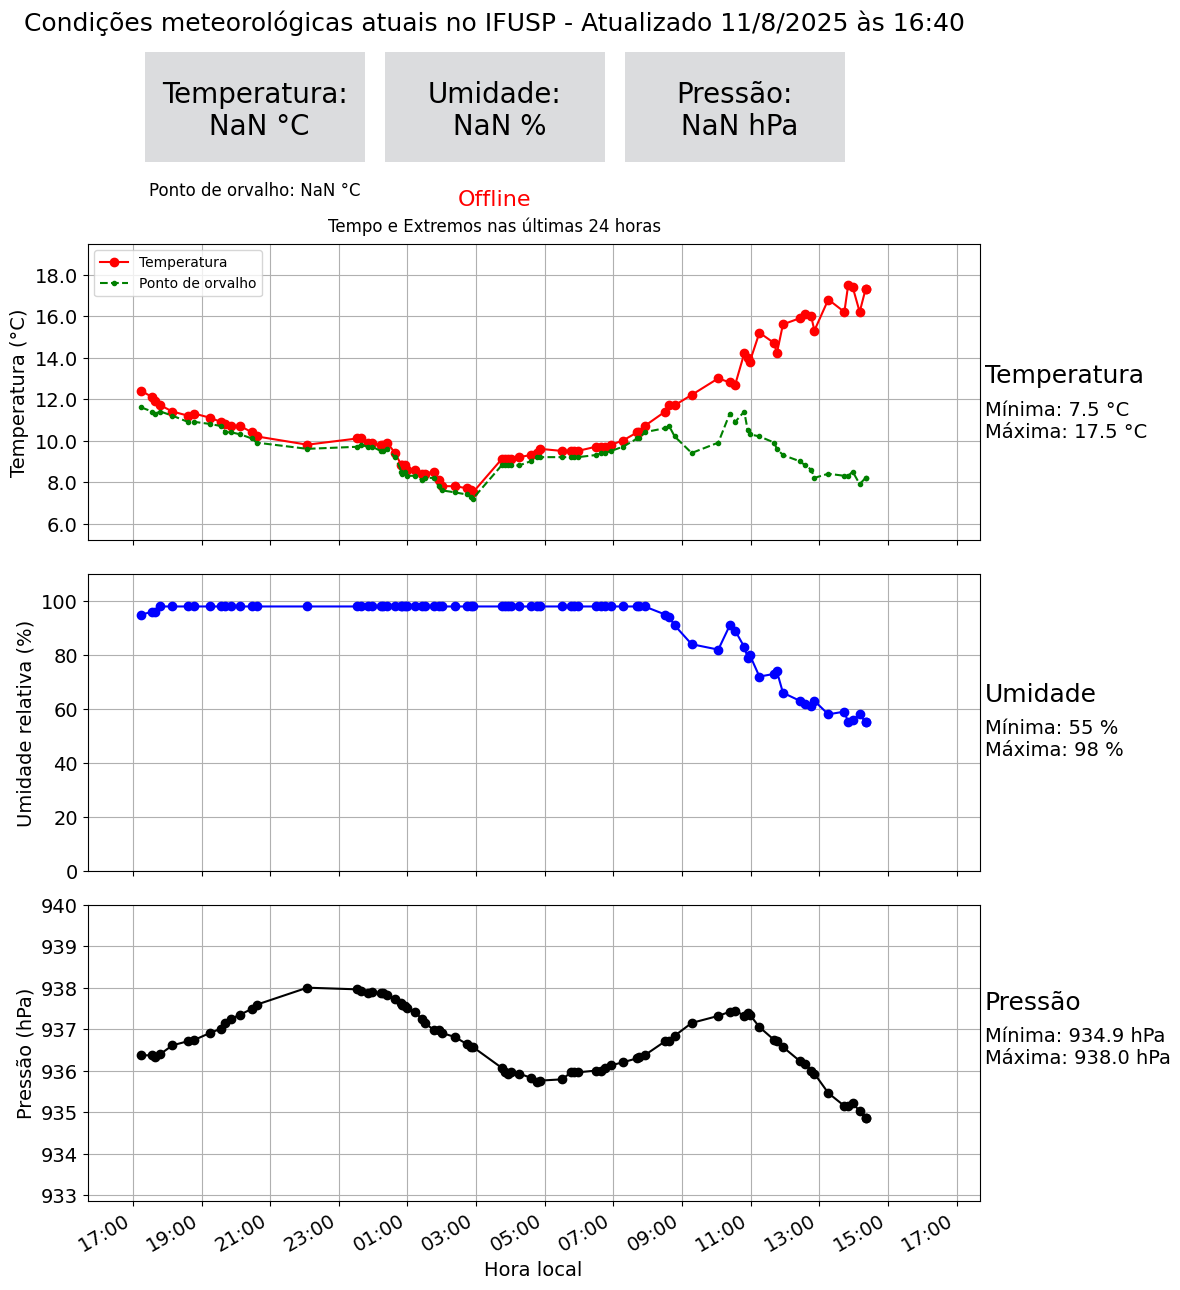 Condições meteorológicas atuais no IFUSP - Atualizado 11/8/2025 às 16:40
Temperatura:
NaN °C
Umidade:
NaN %
Pressão:
NaN hPa
Ponto de orvalho: NaN °C
Offline
Tempo e Extremos nas últimas 24 horas
Temperatura
Ponto de orvalho
Temperatura (°C)
18.0
16.0
14.0
12.0
10.0
8.0
6.0
Temperatura
Mínima: 7.5 °C
Máxima: 17.5 °C
Umidade relativa (%)
100
80
60
40
20
0
Umidade
Mínima: 55 %
Máxima: 98 %
Pressão (hPa)
940
939
938
937
936
935
934
933
Pressão
Mínima: 934.9 hPa
Máxima: 938.0 hPa
17:00
19:00
21:00
23:00
01:00
03:00
05:00
07:00
09:00
11:00
13:00
15:00
17:00
Hora local